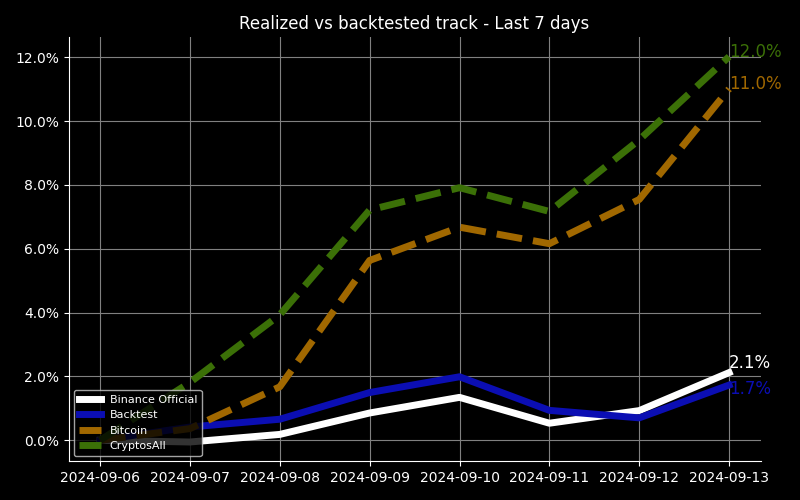 Realized vs backtested track - Last 7 days
12.0%
10.0%
8.0%
6.0%
4.0%
2.0%
0.0%
12.0%
11.0%
2.1%
1.7%
Binance Official
Backtest
Bitcoin
CryptosAll
2024-09-06 2024-09-07 2024-09-08 2024-09-09 2024-09-10 2024-09-11 2024-09-12 2024-09-13